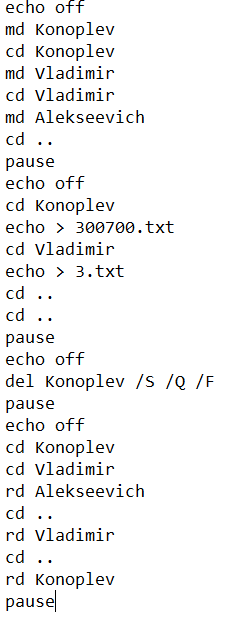 echo off
md Konoplev
cd Konoplev
md Vladimir
cd Vladimir
md Alekseevich
cd ..
pause
echo off
cd Konoplev
echo > 300700.txt
cd Vladimir
echo > 3.txt
cd ..
cd ..
pause
echo off
del Konoplev /S /Q /F
pause
echo off
cd Konoplev
cd Vladimir
rd Alekseevich
cd ..
rd Vladimir
cd ..
rd Konoplev
pause